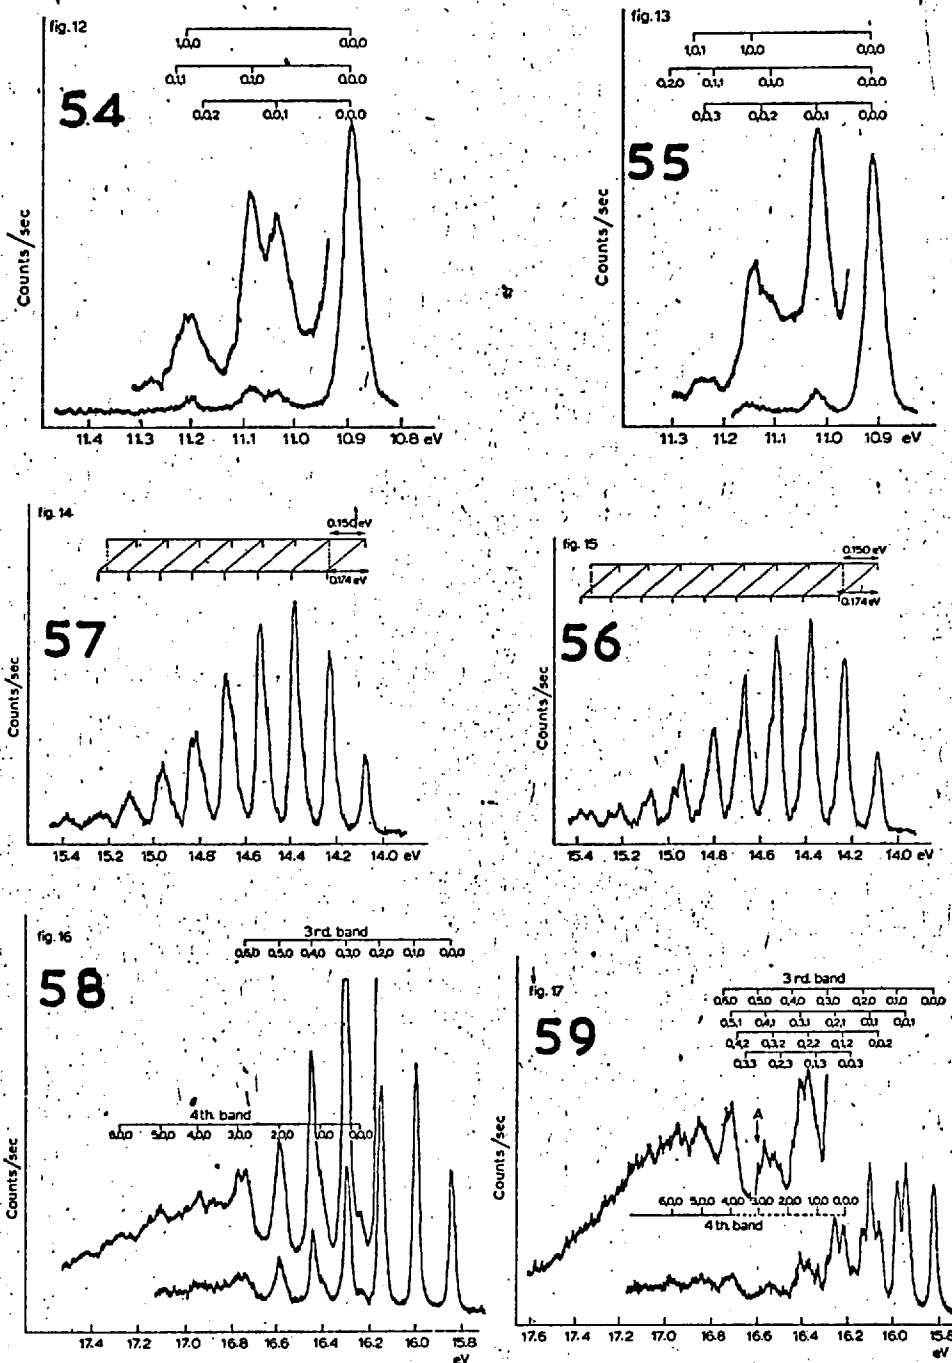 fig.12
1,0,0 0,0,0
0,1,1 0,1,0 0,0,0
0,0,2 0,0,1 0,0,0
54
Counts/sec
11.4 11.3 11.2 11.1 11.0 10.9 10.8 eV
fig.13
1,0,1 1,0,0 0,0,0
0,2,0 0,1,1 0,1,0 0,0,0
0,0,3 0,0,2 0,0,1 0,0,0
55
Counts/sec
11.3 11.2 11.1 11.0 10.9 eV
fig.14
0.150 eV
0.174 eV
57
Counts/sec
15.4 15.2 15.0 14.8 14.6 14.4 14.2 14.0 eV
fig.15
0.150 eV
0.174 eV
56
Counts/sec
15.4 15.2 15.0 14.8 14.6 14.4 14.2 14.0 eV
fig.16
3rd. band
0,6,0 0,5,0 0,4,0 0,3,0 0,2,0 0,1,0 0,0,0
58
4th. band
6,0,0 5,0,0 4,0,0 3,0,0 2,0,0 1,0,0 0,0,0
Counts/sec
17.4 17.2 17.0 16.8 16.6 16.4 16.2 16.0 15.8
eV
fig.17
3rd. band
0,6,0 0,5,0 0,4,0 0,3,0 0,2,0 0,1,0 0,0,0
0,5,1 0,4,1 0,3,1 0,2,1 0,1,1 0,0,1
0,4,2 0,3,2 0,2,2 0,1,2 0,0,2
0,3,3 0,2,3 0,1,3 0,0,3
59
A
6,0,0 5,0,0 4,0,0 3,0,0 2,0,0 1,0,0 0,0,0
4th. band
Counts/sec
17.6 17.4 17.2 17.0 16.8 16.6 16.4 16.2 16.0 15.8
eV